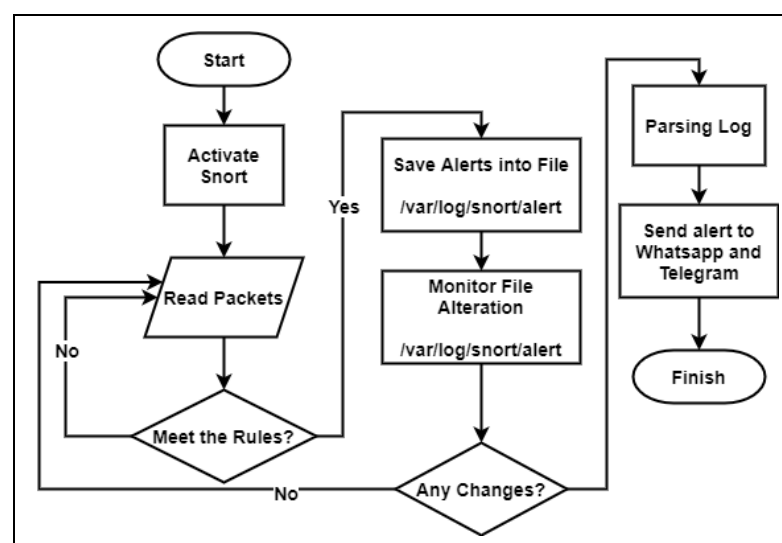 Start
Activate
Snort
Read Packets
No
Meet the Rules?
Yes
Save Alerts into File
/var/log/snort/alert
Monitor File
Alteration
/var/log/snort/alert
Any Changes?
No
Parsing Log
Send alert to
Whatsapp and
Telegram
Finish